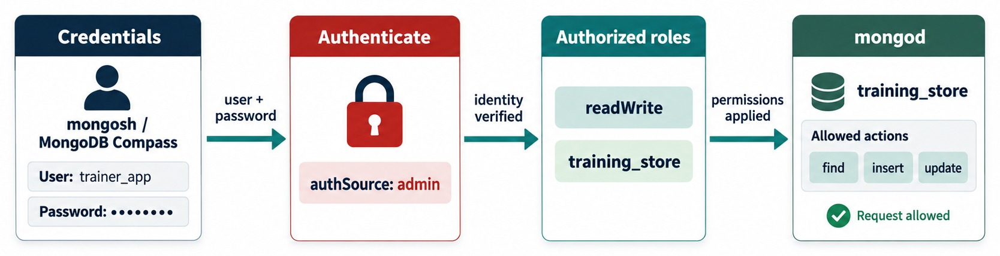 Credentials
mongosh /
MongoDB Compass
User: trainer_app
Password: ••••••••
user +
password
Authenticate
authSource: admin
identity
verified
Authorized roles
readWrite
training_store
permissions
applied
mongod
training_store
Allowed actions
find insert update
Request allowed